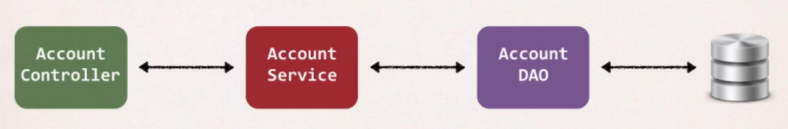 Account
Controller
Account
Service
Account
DAO